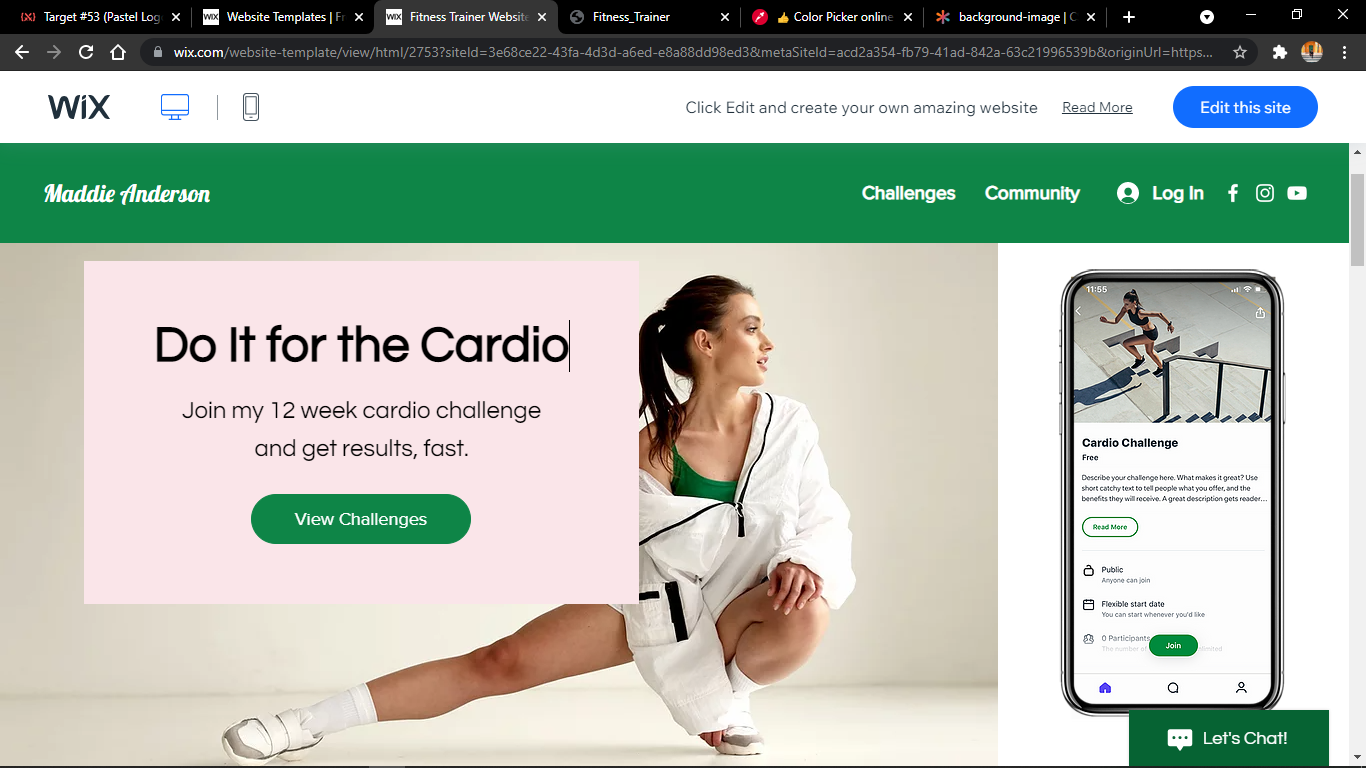 Target #53 (Pastel Log
Website Templates | Fr
Fitness Trainer Website
Fitness_Trainer
👍 Color Picker online
background-image | C
wix.com/website-template/view/html/2753?siteId=3e68ce22-43fa-4d3d-a6ed-e8a88dd98ed3&metaSiteId=acd2a354-fb79-41ad-842a-63c21996539b&originUrl=https...
WiX
Click Edit and create your own amazing website
Read More
Edit this site
Maddie Anderson
Challenges
Community
Log In
Do It for the Cardio
Join my 12 week cardio challenge
and get results, fast.
View Challenges
11:55
Cardio Challenge
Free
Describe your challenge here. What makes it great? Use
short catchy text to tell people what you offer, and the
benefits they will receive. A great description gets reader...
Read More
Public
Anyone can join
Flexible start date
You can start whenever you'd like
0 Participants
The number of
limited
Join
Let's Chat!